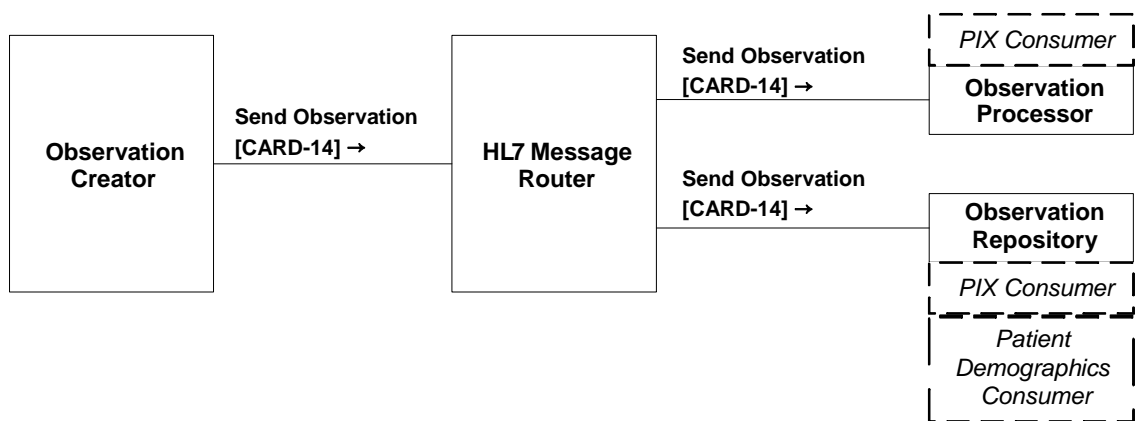 Observation
Creator
Send Observation
[CARD-14] →
HL7 Message
Router
Send Observation
[CARD-14] →
PIX Consumer
Observation
Processor
Send Observation
[CARD-14] →
Observation
Repository
PIX Consumer
Patient
Demographics
Consumer